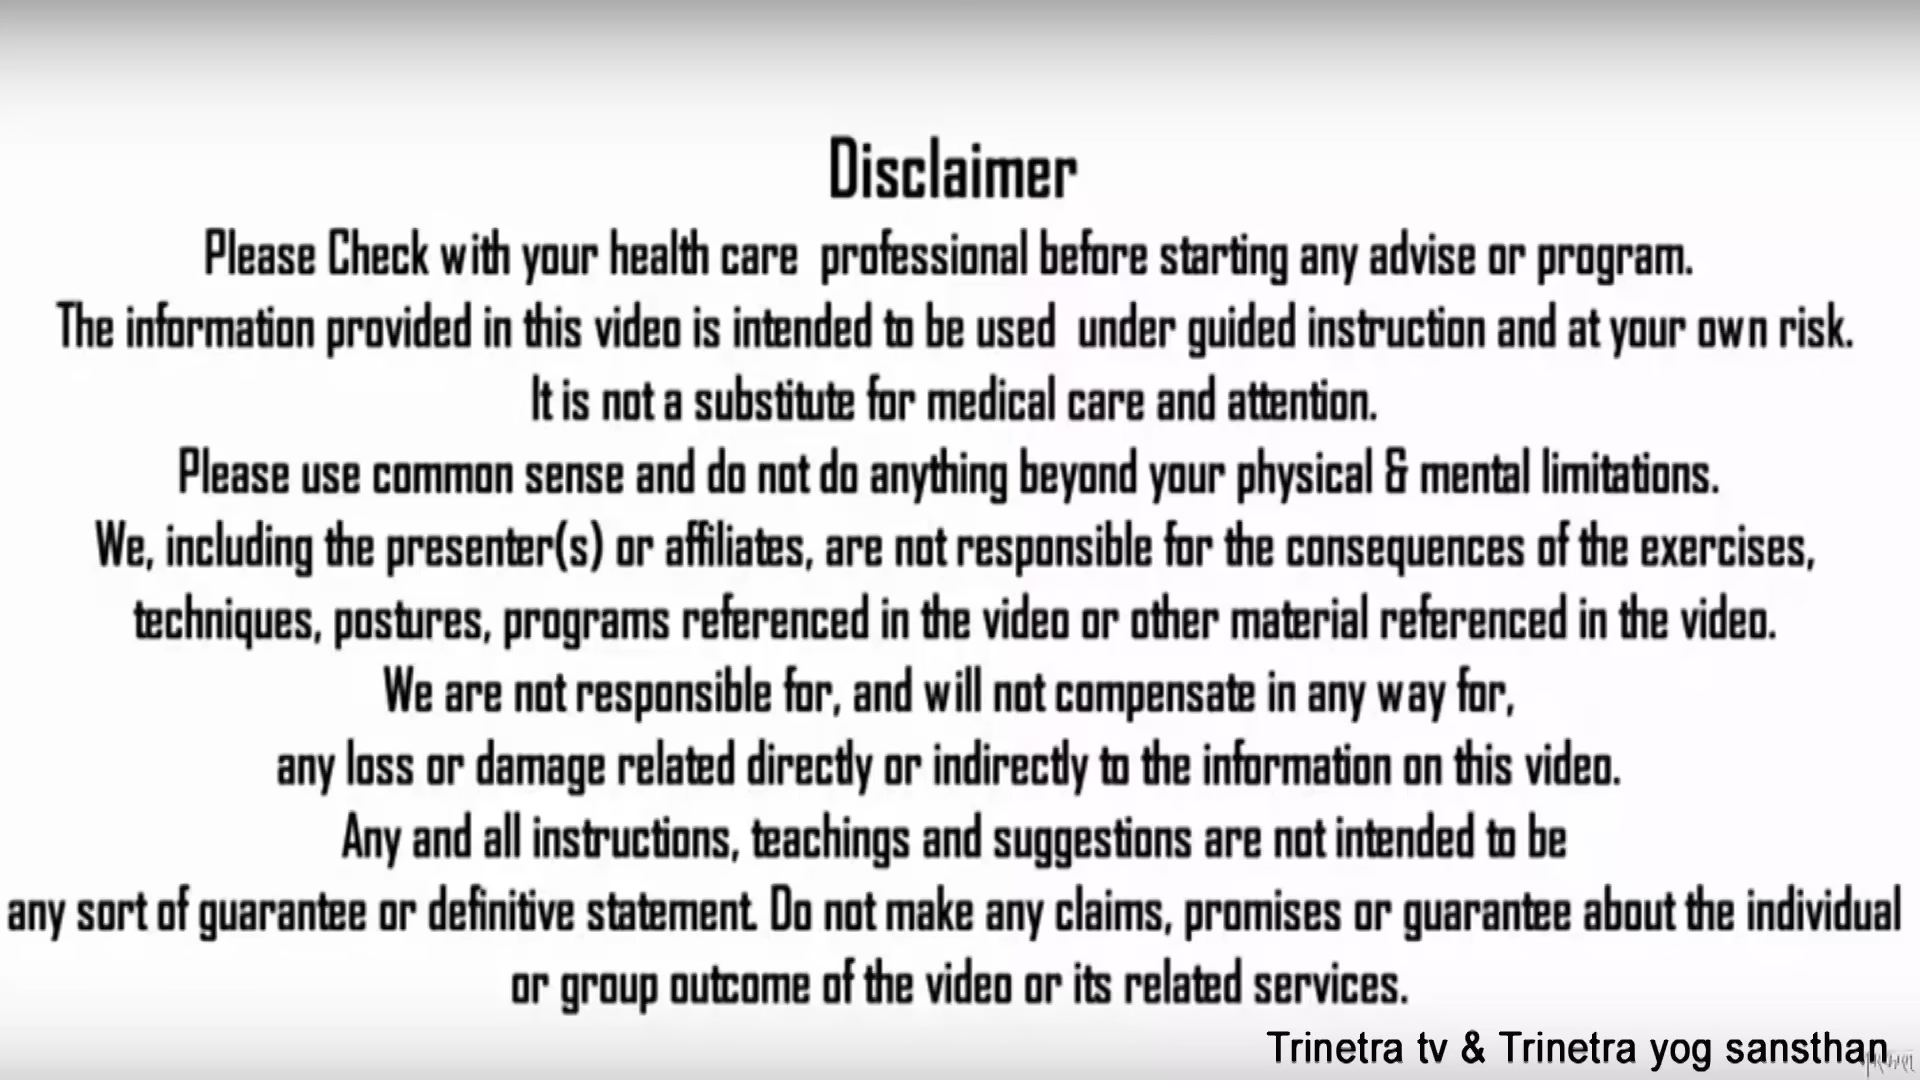 Disclaimer
Please Check with your health care professional before starting any advise or program.
The information provided in this video is intended to be used under guided instruction and at your own risk.
It is not a substitute for medical care and attention.
Please use common sense and do not do anything beyond your physical & mental limitations.
We, including the presenter(s) or affiliates, are not responsible for the consequences of the exercises,
techniques, postures, programs referenced in the video or other material referenced in the video.
We are not responsible for, and will not compensate in any way for,
any loss or damage related directly or indirectly to the information on this video.
Any and all instructions, teachings and suggestions are not intended to be
any sort of guarantee or definitive statement. Do not make any claims, promises or guarantee about the individual
or group outcome of the video or its related services.
Trinetra tv & Trinetra yog sansthan